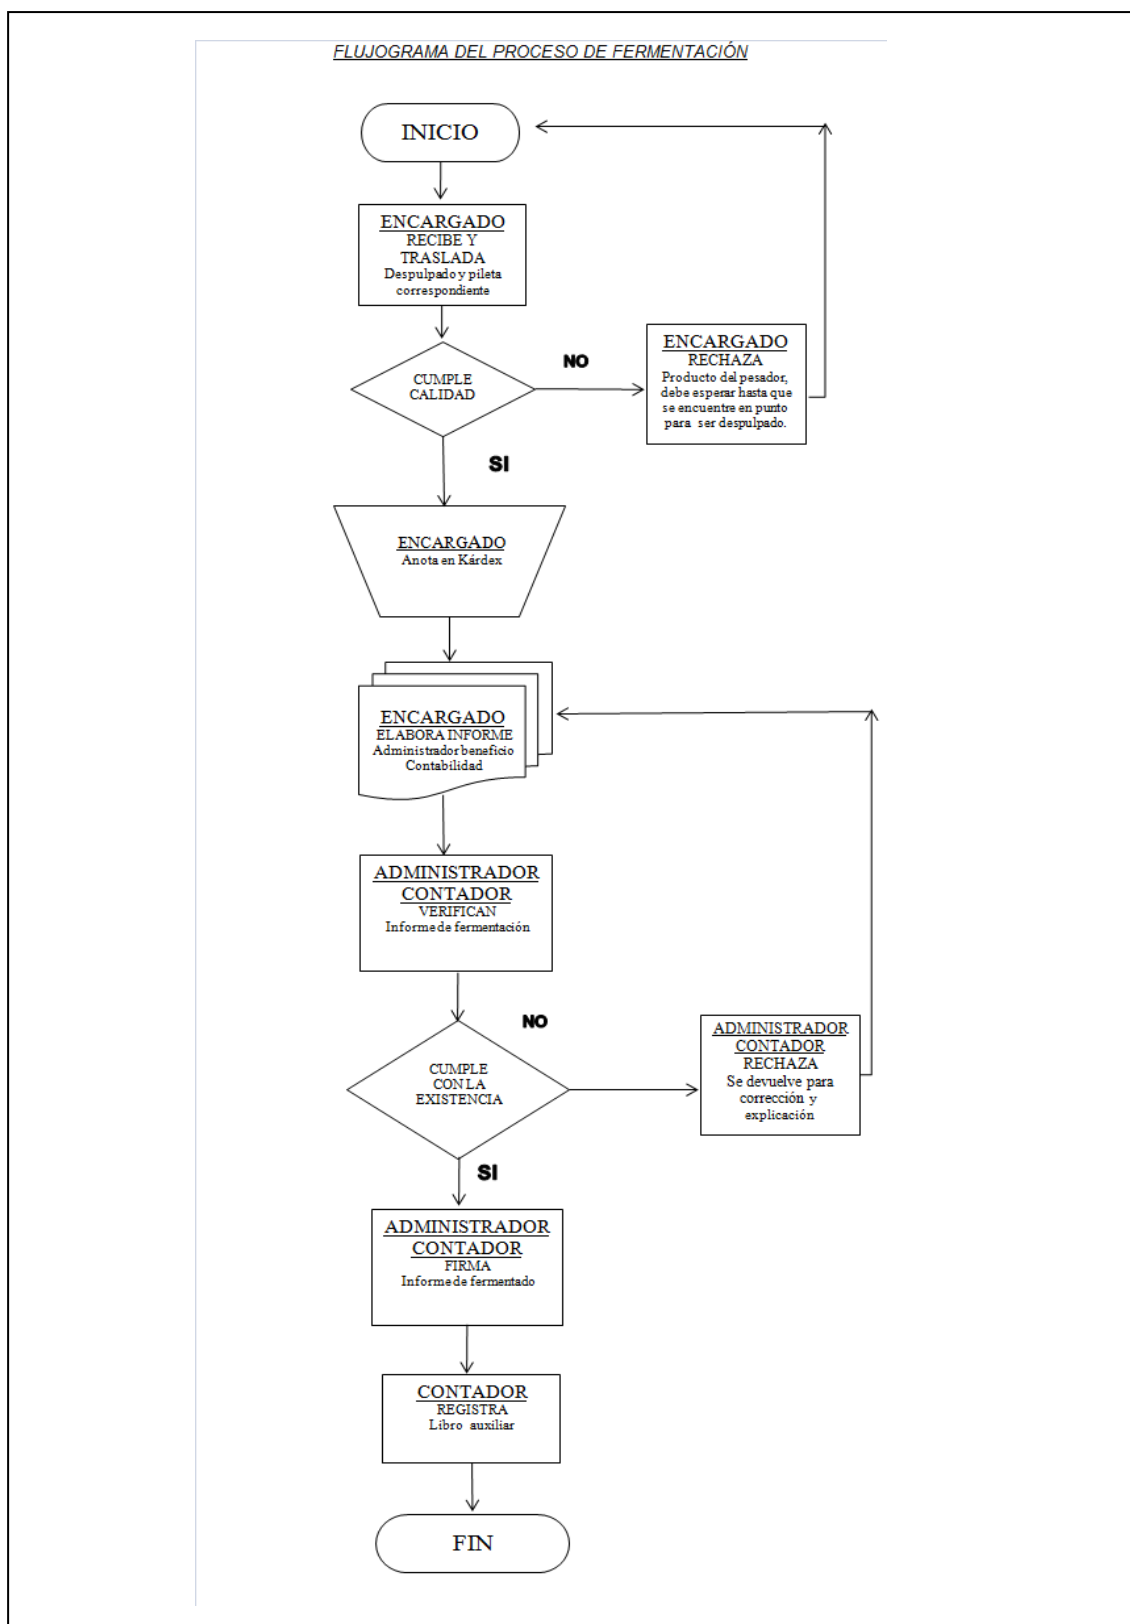 FLUJOGRAMA DEL PROCESO DE FERMENTACIÓN
INICIO
ENCARGADO
RECIBE Y
TRASLADA
Despulpado y pileta
correspondiente
CUMPLE
CALIDAD
NO
ENCARGADO
RECHAZA
Producto del pesador,
debe esperar hasta que
se encuentre en punto
para ser despulpado.
SI
ENCARGADO
Anota en Kárdex
ENCARGADO
ELABORA INFORME
Administrador beneficio
Contabilidad
ADMINISTRADOR
CONTADOR
VERIFICAN
Informe de fermentación
CUMPLE
CON LA
EXISTENCIA
NO
ADMINISTRADOR
CONTADOR
RECHAZA
Se devuelve para
corrección y
explicación
SI
ADMINISTRADOR
CONTADOR
FIRMA
Informe de fermentado
CONTADOR
REGISTRA
Libro auxiliar
FIN